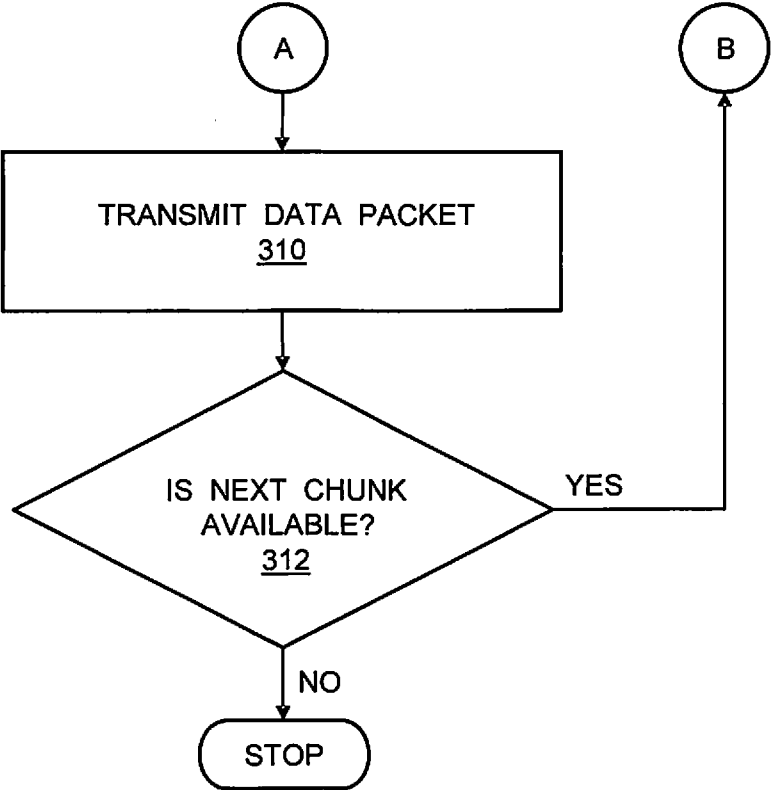 A
B
TRANSMIT DATA PACKET
310
IS NEXT CHUNK
AVAILABLE?
312
YES
NO
STOP